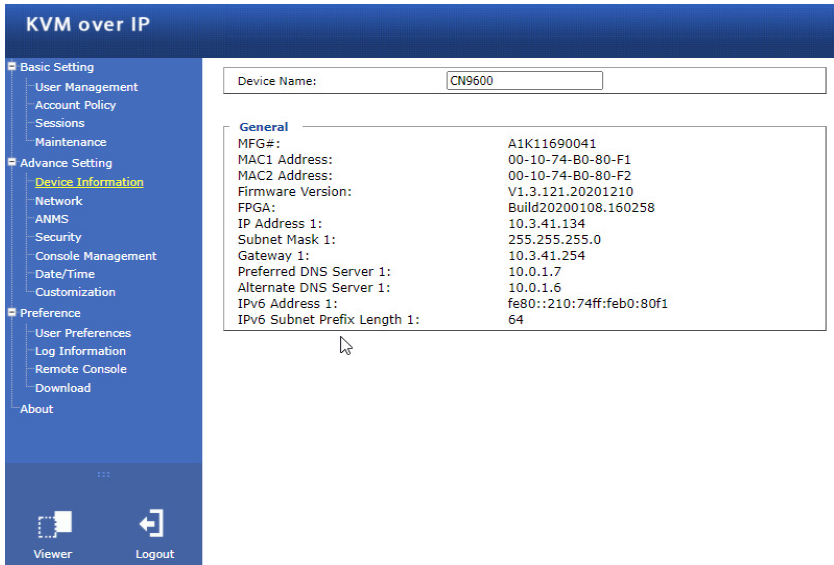 KVM over IP
Basic Setting
User Management
Account Policy
Sessions
Maintenance
Advance Setting
Device Information
Network
ANMS
Security
Console Management
Date/Time
Customization
Preference
User Preferences
Log Information
Remote Console
Download
About
Viewer
Logout
Device Name: CN9600
General
MFG#: A1K11690041
MAC1 Address: 00-10-74-B0-80-F1
MAC2 Address: 00-10-74-B0-80-F2
Firmware Version: V1.3.121.20201210
FPGA: Build20200108.160258
IP Address 1: 10.3.41.134
Subnet Mask 1: 255.255.255.0
Gateway 1: 10.3.41.254
Preferred DNS Server 1: 10.0.1.7
Alternate DNS Server 1: 10.0.1.6
IPv6 Address 1: fe80::210:74ff:feb0:80f1
IPv6 Subnet Prefix Length 1: 64